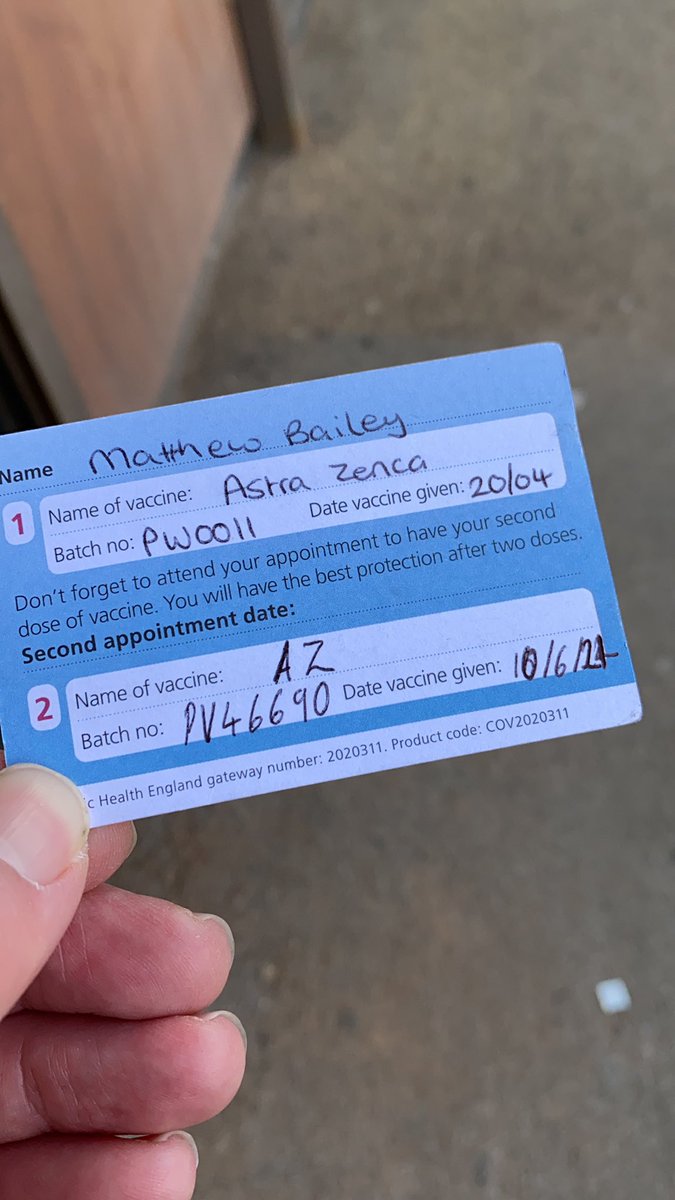 Name Matthew Bailey
1 Name of vaccine: Astra Zenca
Batch no: PW0011 Date vaccine given: 20/04
Don't forget to attend your appointment to have your second
dose of vaccine. You will have the best protection after two doses.
Second appointment date:
2 Name of vaccine: AZ
Batch no: PV46690 Date vaccine given: 10/6/21
Health England gateway number: 2020311. Product code: COV2020311